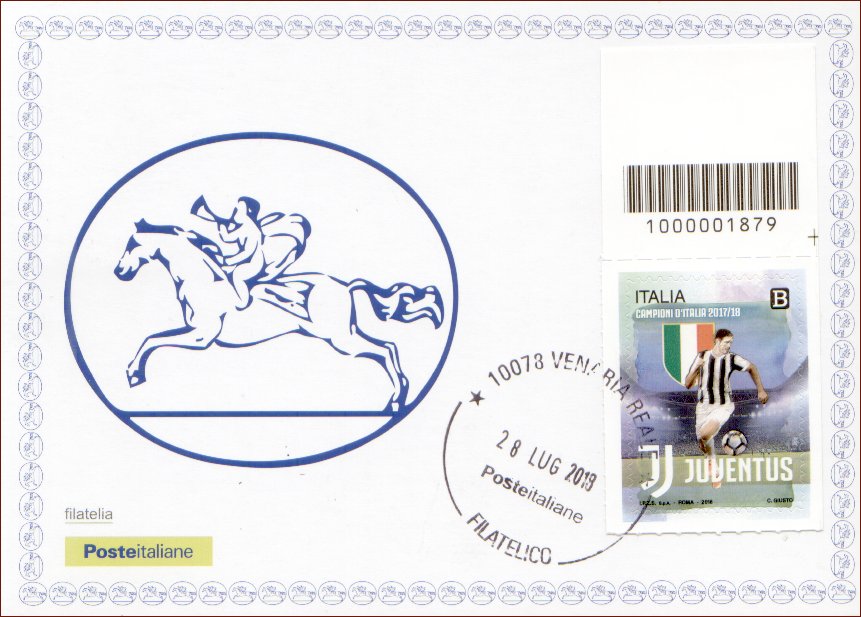 1000001879
ITALIA B
CAMPIONI D'ITALIA 2017/18
JUVENTUS
I.P.Z.S. S.p.A. - ROMA - 2018
C. GIUSTO
10078 VENARIA REA
28 LUG 2018
Posteitaliane
FILATELICO
filatelia
Posteitaliane